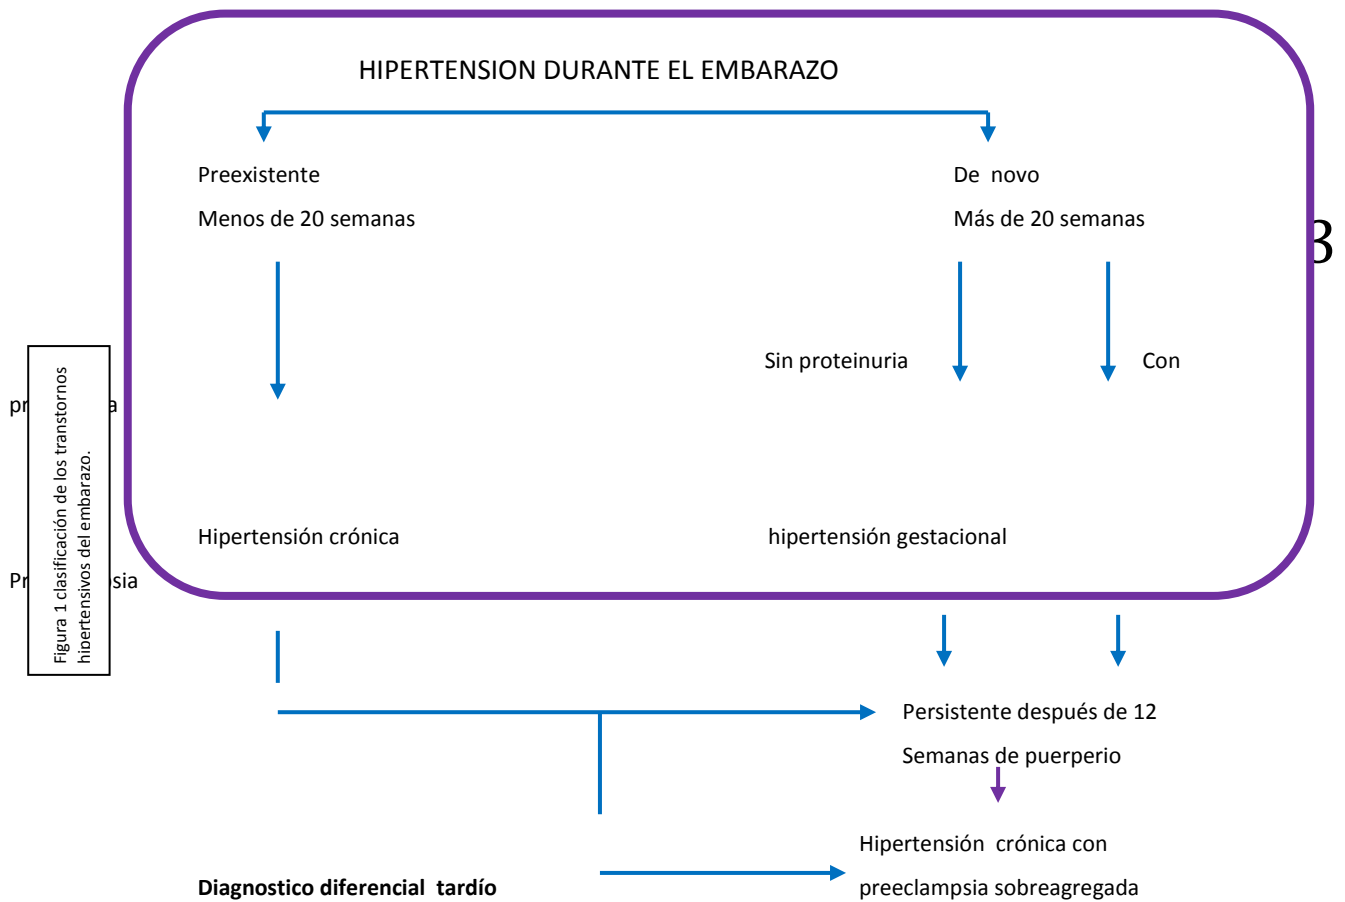 HIPERTENSION DURANTE EL EMBARAZO
Preexistente
De novo
Menos de 20 semanas
Más de 20 semanas
3
Sin proteinuria
Con
Figura 1 clasificación de los transtornos
hipertensivos del embarazo.
Hipertensión crónica
hipertensión gestacional
Persistente después de 12
Semanas de puerperio
Hipertensión crónica con
Diagnostico diferencial tardío
preeclampsia sobreagregada